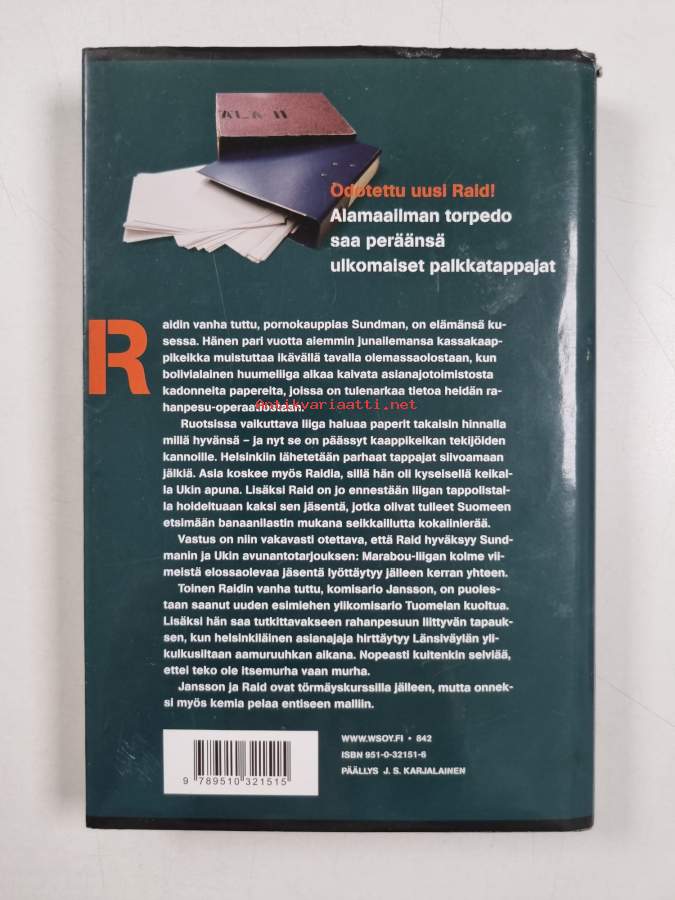 ALA II
Odotettu uusi Raid!
Alamaailman torpedo
saa peräänsä
ulkomaiset palkkatappajat
Raidin vanha tuttu, pornokauppias Sundman, on elämänsä ku-
sessa. Hänen pari vuotta aiemmin junailemansa kassakaap-
pikeikka muistuttaa ikävällä tavalla olemassaolostaan, kun
bolivialainen huumeliiga alkaa kaivata asianajotoimistosta
kadonneita papereita, joissa on tulenarkaa tietoa heidän ra-
hanpesu-operaatiostaan.
Antikvariaatti.net
Ruotsissa vaikuttava liiga haluaa paperit takaisin hinnalla
millä hyvänsä – ja nyt se on päässyt kaappikeikan tekijöiden
kannoille. Helsinkiin lähetetään parhaat tappajat siivoamaan
jälkiä. Asia koskee myös Raidia, sillä hän oli kyseisellä keikal-
la Ukin apuna. Lisäksi Raid on jo ennestään liigan tappolistal-
la hoideltuaan kaksi sen jäsentä, jotka olivat tulleet Suomeen
etsimään banaanilastin mukana seikkaillutta kokaiinierää.
Vastus on niin vakavasti otettava, että Raid hyväksyy Sund-
manin ja Ukin avunantotarjouksen: Marabou-liigan kolme vii-
meistä elossaolevaa jäsentä lyöttäytyy jälleen kerran yhteen.
Toinen Raidin vanha tuttu, komisario Jansson, on puoles-
taan saanut uuden esimiehen ylikomisario Tuomelan kuoltua.
Lisäksi hän saa tutkittavakseen rahanpesuun liittyvän tapauk-
sen, kun helsinkiläinen asianajaja hirttäytyy Länsiväylän yli-
kulkusiltaan aamuruuhkan aikana. Nopeasti kuitenkin selviää,
ettei teko ole itsemurha vaan murha.
Jansson ja Raid ovat törmäyskurssilla jälleen, mutta onnek-
si myös kemia pelaa entiseen malliin.
WWW.WSOY.FI • 842
ISBN 951-0-32151-6
PÄÄLLYS J. S. KARJALAINEN
9 789510 321515